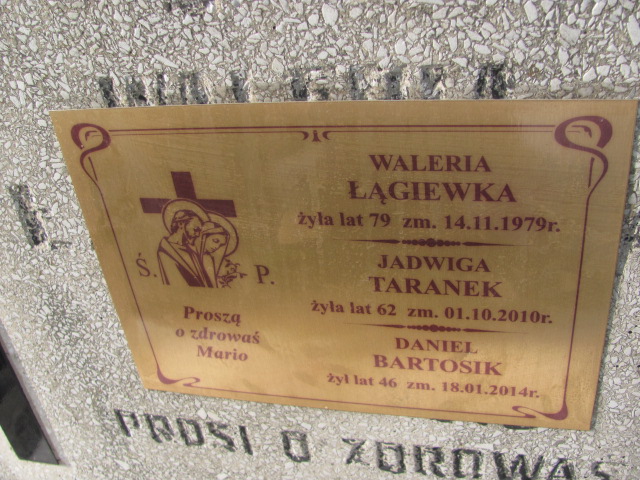 Ś. P.
Proszą
o zdrowaś
Mario
WALERIA
ŁĄGIEWKA
żyła lat 79 zm. 14.11.1979r.
JADWIGA
TARANEK
żyła lat 62 zm. 01.10.2010r.
DANIEL
BARTOSIK
żył lat 46 zm. 18.01.2014r.
PROSI O ZDROWAŚ